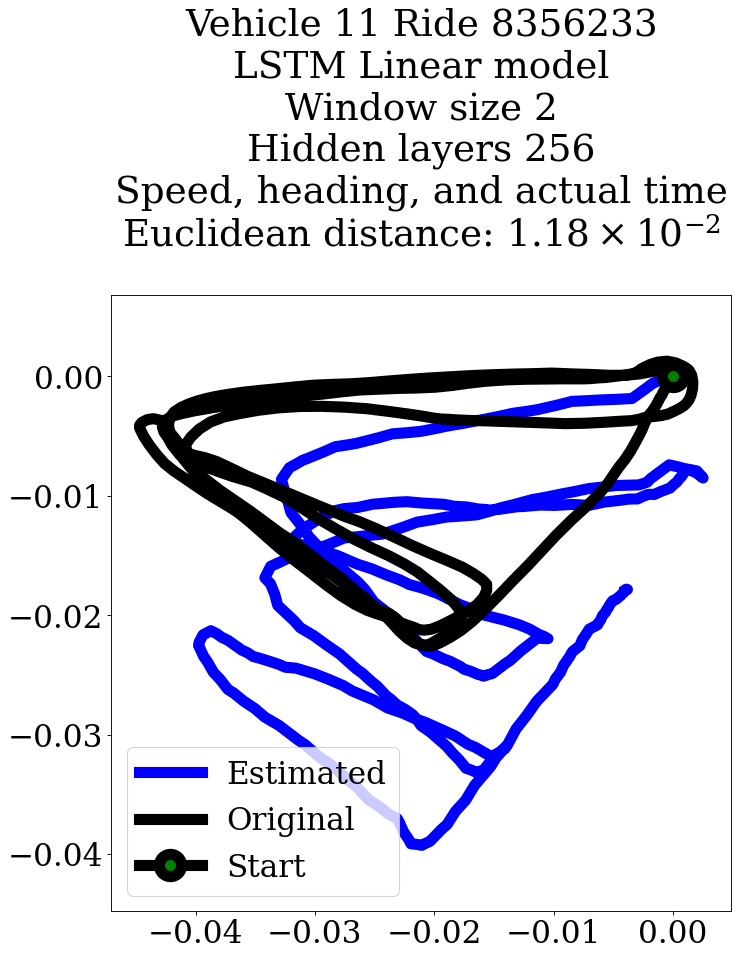 Vehicle 11 Ride 8356233
LSTM Linear model
Window size 2
Hidden layers 256
Speed, heading, and actual time
Euclidean distance: 1.18 × 10⁻²
0.00
−0.01
−0.02
−0.03
−0.04
Estimated
Original
Start
−0.04 −0.03 −0.02 −0.01 0.00